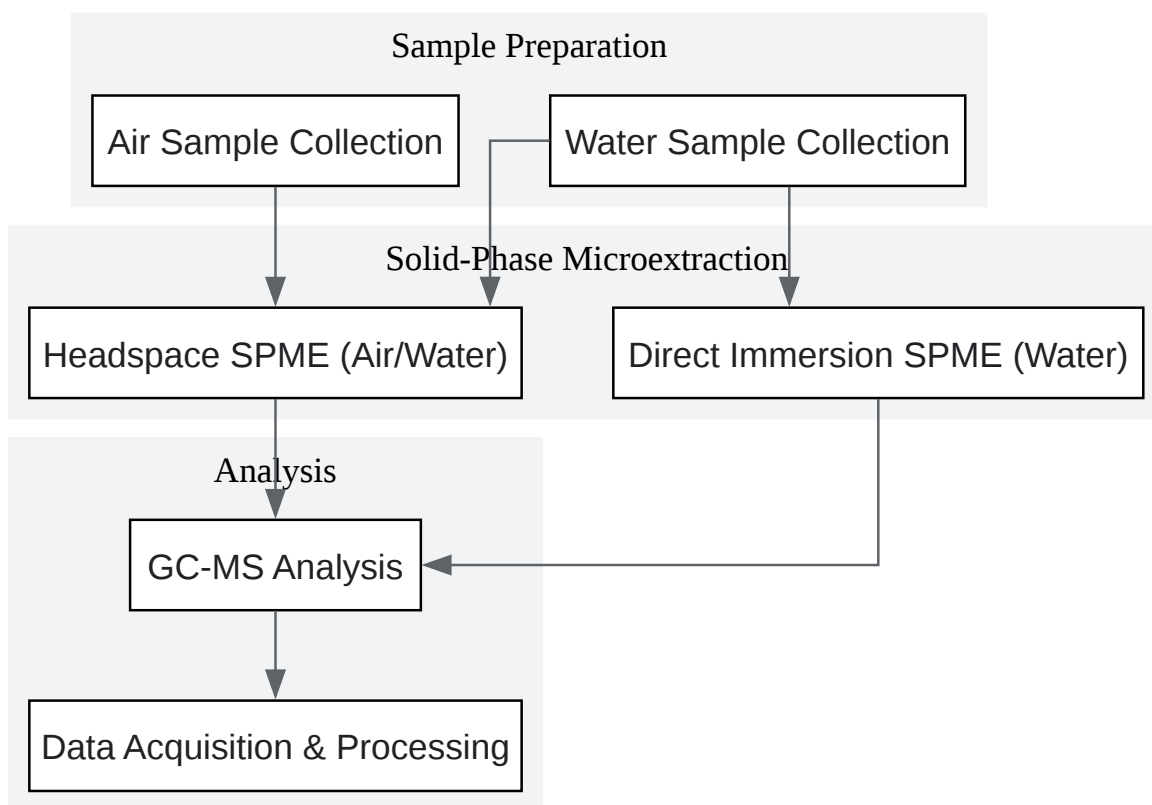 Sample Preparation
Air Sample Collection
Water Sample Collection
Solid-Phase Microextraction
Headspace SPME (Air/Water)
Direct Immersion SPME (Water)
Analysis
GC-MS Analysis
Data Acquisition & Processing